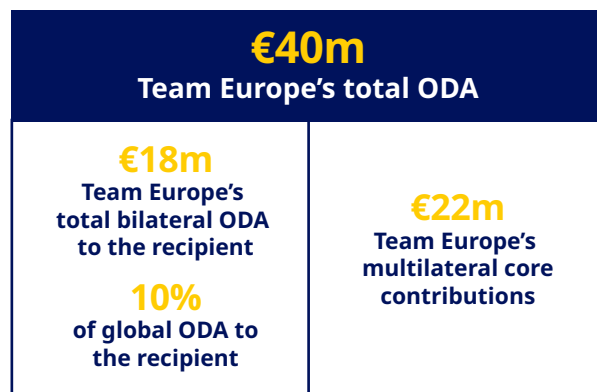 €40m
Team Europe’s total ODA
€18m
Team Europe’s
total bilateral ODA
to the recipient
10%
of global ODA to
the recipient
€22m
Team Europe’s
multilateral core
contributions